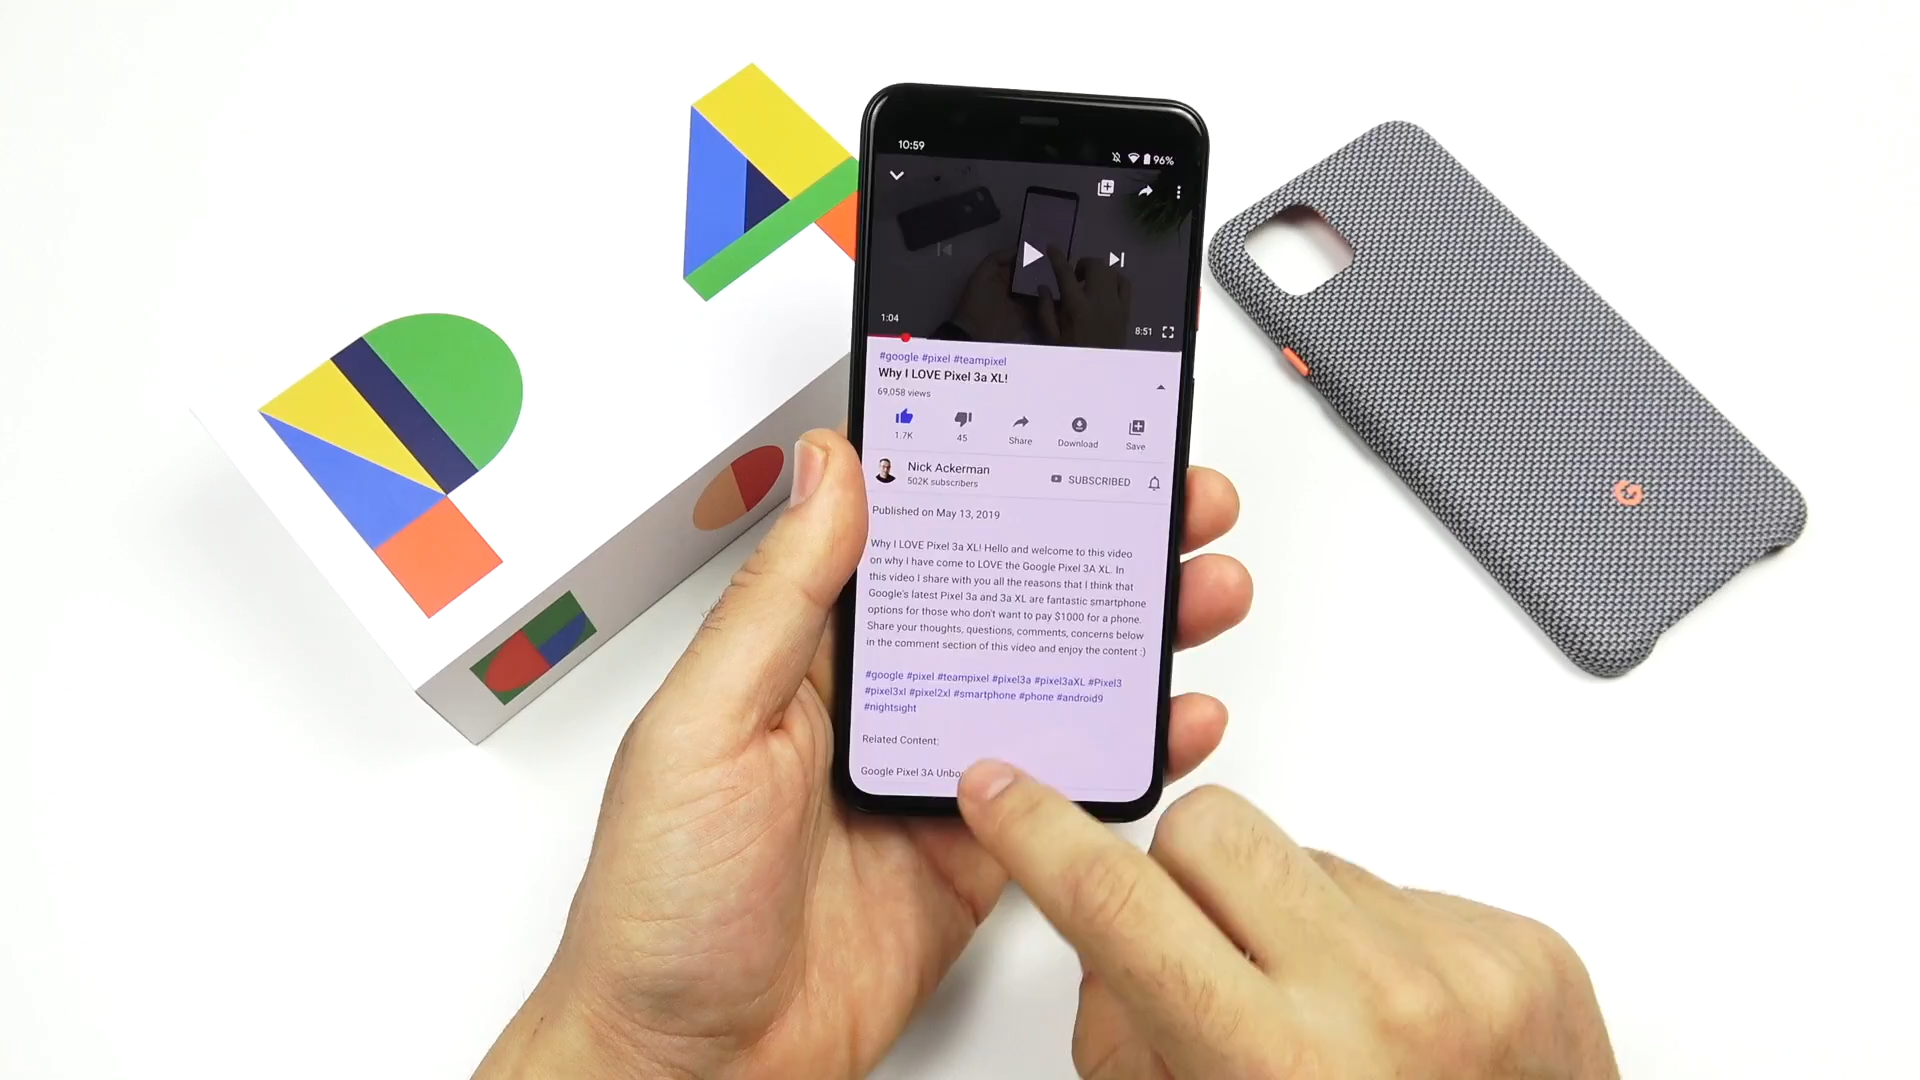 10:59
96%
1:04
8:51
#google #pixel #teampixel
Why I LOVE Pixel 3a XL!
69,058 views
1.7K
45
Share
Download
Save
Nick Ackerman
502K subscribers
SUBSCRIBED
Published on May 13, 2019
Why I LOVE Pixel 3a XL! Hello and welcome to this video
on why I have come to LOVE the Google Pixel 3A XL. In
this video I share with you all the reasons that I think that
Google's latest Pixel 3a and 3a XL are fantastic smartphone
options for those who don't want to pay $1000 for a phone.
Share your thoughts, questions, comments, concerns below
in the comment section of this video and enjoy the content :)
#google #pixel #teampixel #pixel3a #pixel3aXL #Pixel3
#pixel3xl #pixel2xl #smartphone #phone #android9
#nightsight
Related Content:
Google Pixel 3A